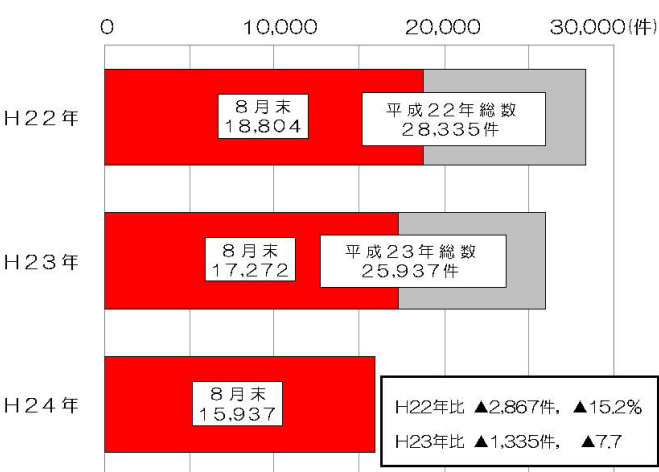 0 10,000 20,000 30,000(件)
H22年
8月末
18,804
平成22年総数
28,335件
H23年
8月末
17,272
平成23年総数
25,937件
H24年
8月末
15,937
H22年比 ▲2,867件, ▲15.2%
H23年比 ▲1,335件, ▲7.7